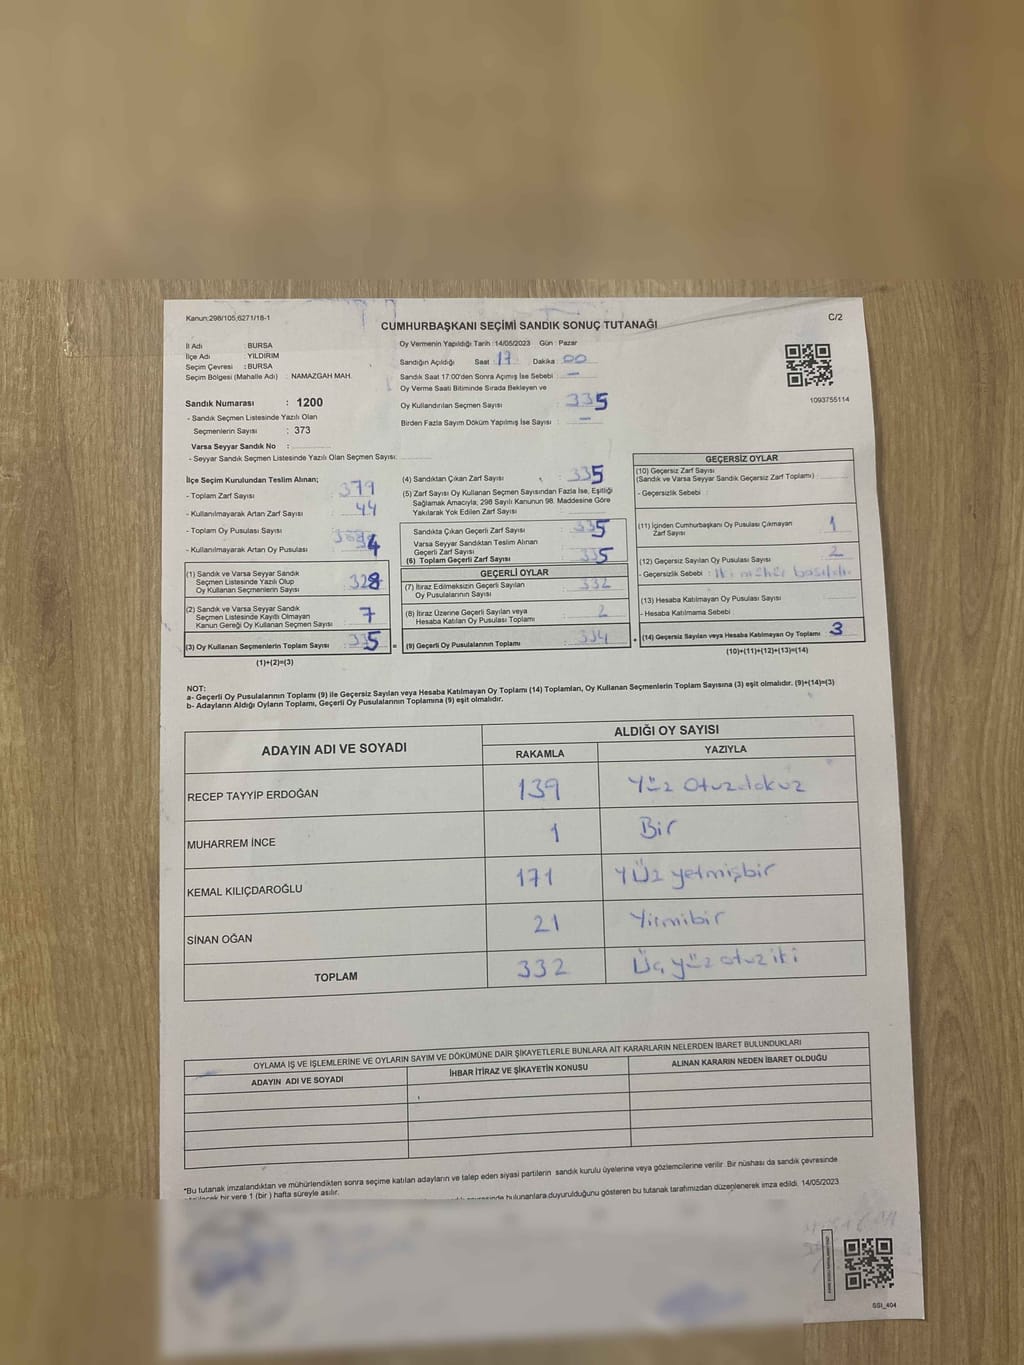 Kanun:298/105;6271/18-1
C/2
CUMHURBAŞKANI SEÇİMİ SANDIK SONUÇ TUTANAĞI
İl Adı : BURSA
İlçe Adı : YILDIRIM
Seçim Çevresi : BURSA
Seçim Bölgesi (Mahalle Adı) : NAMAZGAH MAH.
Sandık Numarası : 1200
- Sandık Seçmen Listesinde Yazılı Olan
Seçmenlerin Sayısı : 373
Varsa Seyyar Sandık No :
- Seyyar Sandık Seçmen Listesinde Yazılı Olan Seçmen Sayısı:
Oy Vermenin Yapıldığı Tarih : 14/05/2023 Gün : Pazar
Sandığın Açıldığı Saat : 17 Dakika : 00
Sandık Saat 17:00'den Sonra Açımış İse Sebebi : —
Oy Verme Saati Bitiminde Sırada Bekleyen ve
Oy Kullandırılan Seçmen Sayısı : 335
Birden Fazla Sayım Döküm Yapılmış İse Sayısı : —
1093755114
İlçe Seçim Kurulundan Teslim Alınan;
- Toplam Zarf Sayısı : 379
- Kullanılmayarak Artan Zarf Sayısı : 44
- Toplam Oy Pusulası Sayısı :
- Kullanılmayarak Artan Oy Pusulası :
(1) Sandık ve Varsa Seyyar Sandık
Seçmen Listesinde Yazılı Olup
Oy Kullanan Seçmenlerin Sayısı : 328
(2) Sandık ve Varsa Seyyar Sandık
Seçmen Listesinde Kayıtlı Olmayan
Kanun Gereği Oy Kullanan Seçmen Sayısı : 7
(3) Oy Kullanan Seçmenlerin Toplam Sayısı : 335 =
(1)+(2)=(3)
(4) Sandıktan Çıkan Zarf Sayısı : 335
(5) Zarf Sayısı Oy Kullanan Seçmen Sayısından Fazla İse, Eşitliği
Sağlamak Amacıyla; 298 Sayılı Kanunun 98. Maddesine Göre
Yakılarak Yok Edilen Zarf Sayısı :
Sandıkta Çıkan Geçerli Zarf Sayısı : 335
Varsa Seyyar Sandıktan Teslim Alınan
Geçerli Zarf Sayısı :
(6) Toplam Geçerli Zarf Sayısı : 335
GEÇERLİ OYLAR
(7) İtiraz Edilmeksizin Geçerli Sayılan
Oy Pusulalarının Sayısı : 332
(8) İtiraz Üzerine Geçerli Sayılan veya
Hesaba Katılan Oy Pusulası Toplamı : 2
(9) Geçerli Oy Pusulalarının Toplamı : 334 +
GEÇERSİZ OYLAR
(10) Geçersiz Zarf Sayısı
(Sandık ve Varsa Seyyar Sandık Geçersiz Zarf Toplamı) :
- Geçersizlik Sebebi :
(11) İçinden Cumhurbaşkanı Oy Pusulası Çıkmayan
Zarf Sayısı : 1
(12) Geçersiz Sayılan Oy Pusulası Sayısı : 2
- Geçersizlik Sebebi : İki mühür basıldı.
(13) Hesaba Katılmayan Oy Pusulası Sayısı :
- Hesaba Katılmama Sebebi :
(14) Geçersiz Sayılan veya Hesaba Katılmayan Oy Toplamı : 3
(10)+(11)+(12)+(13)=(14)
NOT:
a- Geçerli Oy Pusulalarının Toplamı (9) ile Geçersiz Sayılan veya Hesaba Katılmayan Oy Toplamı (14) Toplamları, Oy Kullanan Seçmenlerin Toplam Sayısına (3) eşit olmalıdır. (9)+(14)=(3)
b- Adayların Aldığı Oyların Toplamı, Geçerli Oy Pusulalarının Toplamına (9) eşit olmalıdır.
ADAYIN ADI VE SOYADI ALDIĞI OY SAYISI
RAKAMLA YAZIYLA
RECEP TAYYİP ERDOĞAN 139 Yüz otuzdokuz
MUHARREM İNCE 1 Bir
KEMAL KILIÇDAROĞLU 171 Yüz yetmişbir
SİNAN OĞAN 21 Yirmibir
TOPLAM 332 Üç yüz otuz iki
OYLAMA İŞ VE İŞLEMLERİNE VE OYLARIN SAYIM VE DÖKÜMÜNE DAİR ŞİKAYETLERLE BUNLARA AİT KARARLARIN NELERDEN İBARET BULUNDUKLARI
ADAYIN ADI VE SOYADI İHBAR İTİRAZ VE ŞİKAYETİN KONUSU ALINAN KARARIN NEDEN İBARET OLDUĞU
*Bu tutanak imzalandıktan ve mühürlendikten sonra seçime katılan adayların ve talep eden siyasi partilerin sandık kurulu üyelerine veya gözlemcilerine verilir. Bir nüshası da sandık çevresinde
bir yere 1 (bir) hafta süreyle asılır.
bulunanlara duyurulduğunu gösteren bu tutanak tarafımızdan düzenlenerek imza edildi. 14/05/2023
SSI_404